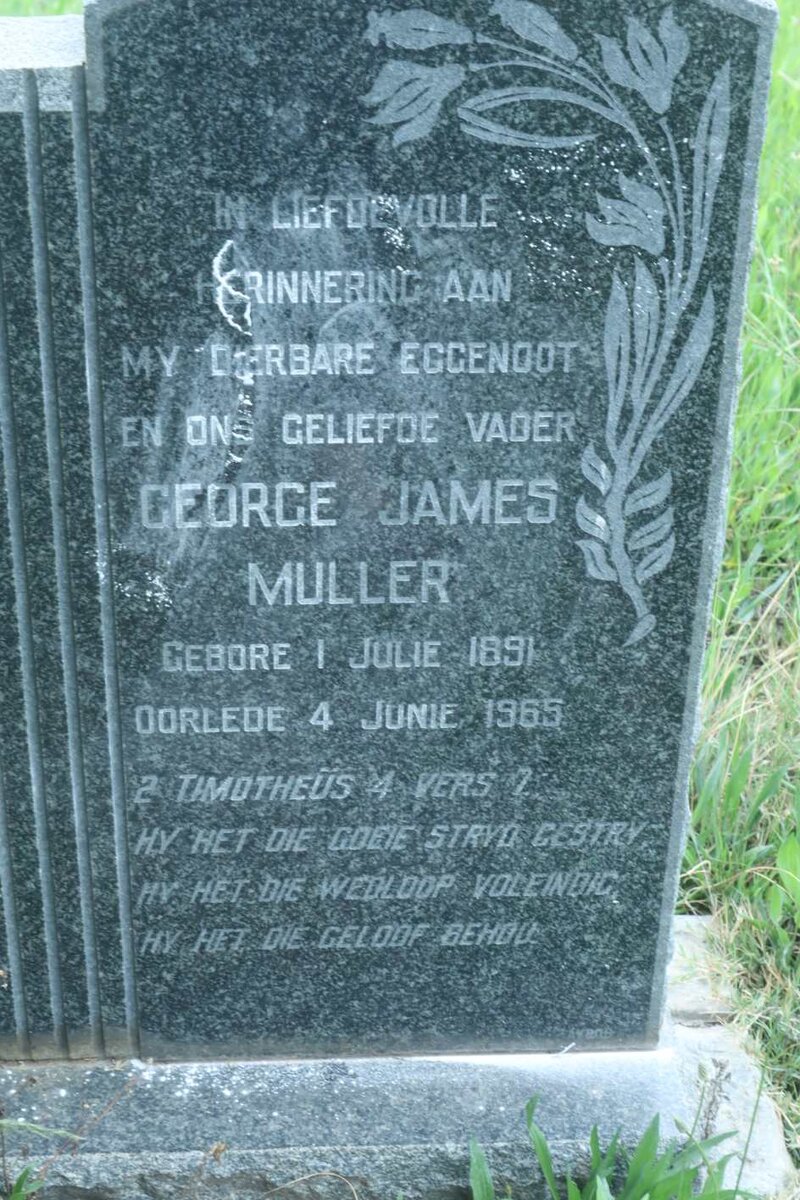 IN LIEFDEVOLLE
HERINNERING AAN
MY DIERBARE EGGENOOT
EN ONS GELIEFDE VADER
GEORGE JAMES
MULLER
GEBORE 1 JULIE 1891
OORLEDE 4 JUNIE 1965
2 TIMOTHEÜS 4 VERS 7.
HY HET DIE GOEIE STRYD GESTRY,
HY HET DIE WEDLOOP VOLEINDIG,
HY HET DIE GELOOF BEHOU.